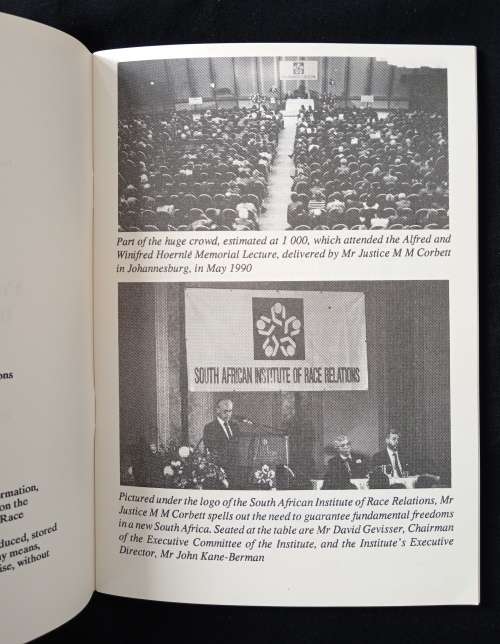 ons
rmation,
on the
Race
duced, stored
ny means,
ise, without
Part of the huge crowd, estimated at 1 000, which attended the Alfred and
Winifred Hoernlé Memorial Lecture, delivered by Mr Justice M M Corbett
in Johannesburg, in May 1990
SOUTH AFRICAN INSTITUTE OF RACE RELATIONS
Pictured under the logo of the South African Institute of Race Relations, Mr
Justice M M Corbett spells out the need to guarantee fundamental freedoms
in a new South Africa. Seated at the table are Mr David Gevisser, Chairman
of the Executive Committee of the Institute, and the Institute's Executive
Director, Mr John Kane-Berman